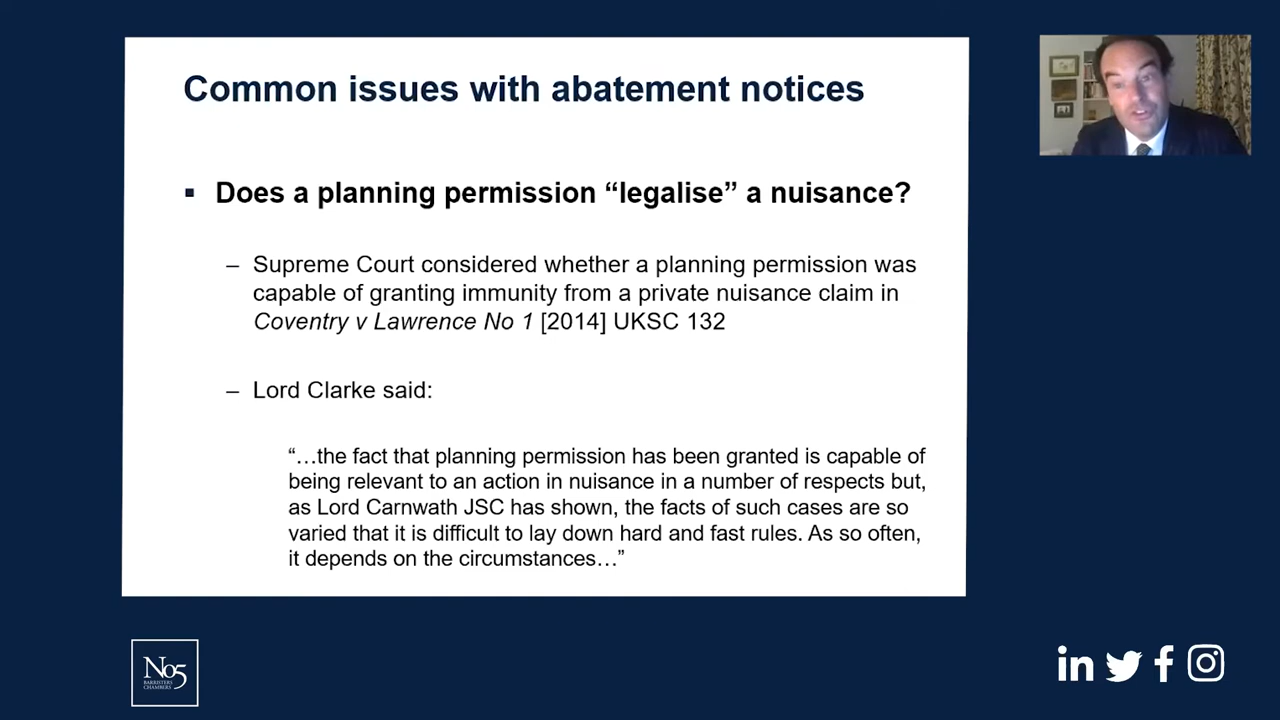 Common issues with abatement notices
▪ Does a planning permission “legalise” a nuisance?
– Supreme Court considered whether a planning permission was
capable of granting immunity from a private nuisance claim in
Coventry v Lawrence No 1 [2014] UKSC 132
– Lord Clarke said:
“…the fact that planning permission has been granted is capable of
being relevant to an action in nuisance in a number of respects but,
as Lord Carnwath JSC has shown, the facts of such cases are so
varied that it is difficult to lay down hard and fast rules. As so often,
it depends on the circumstances…”
No5
BARRISTERS
CHAMBERS
in